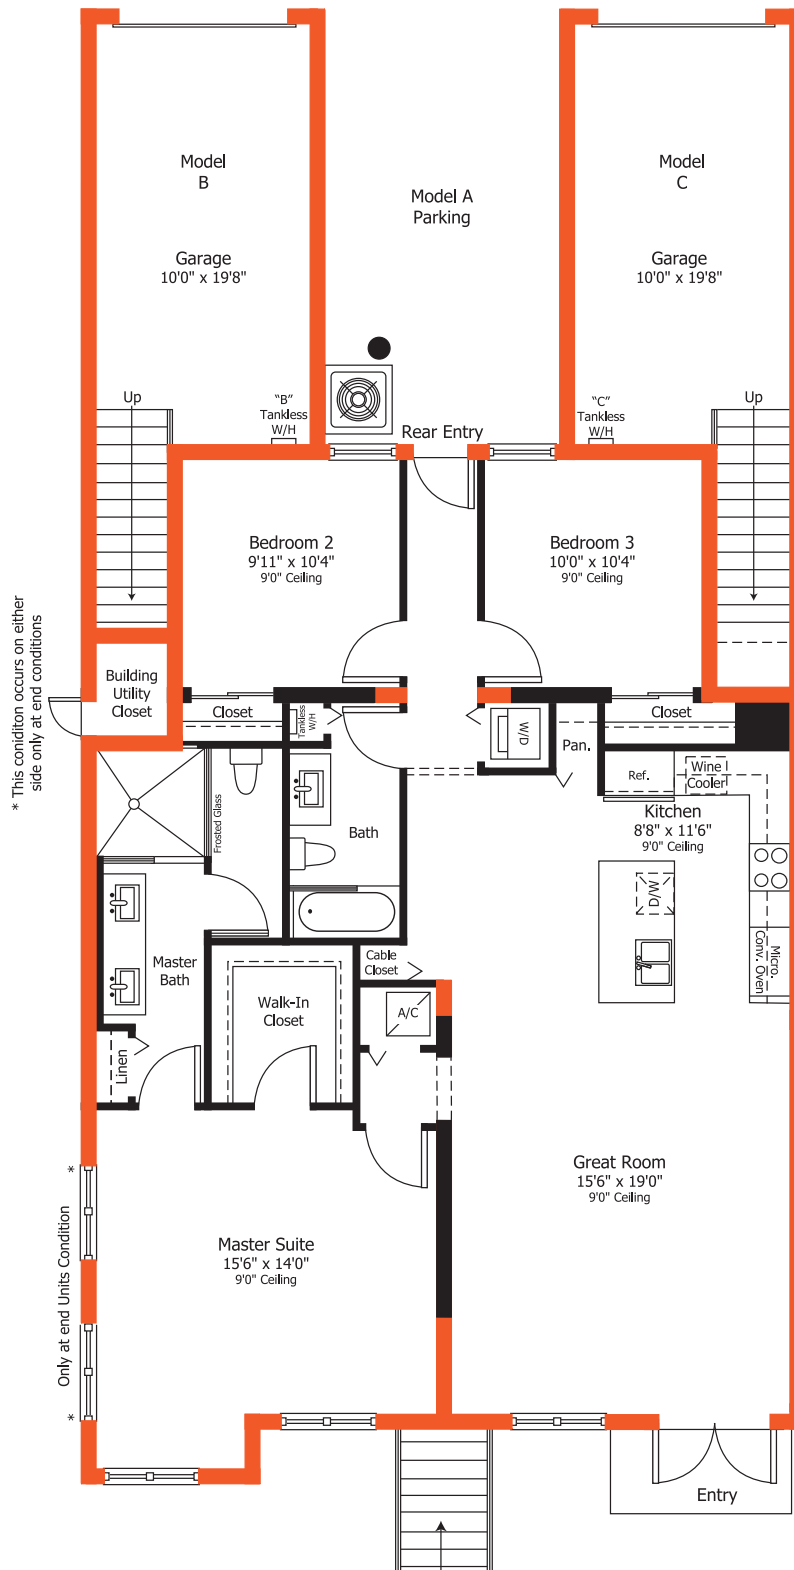 Model
B
Model A
Parking
Model
C
Garage
10'0" x 19'8"
Garage
10'0" x 19'8"
Up
"B"
Tankless
W/H
Rear Entry
"C"
Tankless
W/H
Up
Bedroom 2
9'11" x 10'4"
9'0" Ceiling
Bedroom 3
10'0" x 10'4"
9'0" Ceiling
* This conidition occurs on either
side only at end conditions
Building
Utility
Closet
Closet
Tankless
W/H
W/D
Pan.
Closet
Ref.
Wine
Cooler
Frosted Glass
Bath
Kitchen
8'8" x 11'6"
9'0" Ceiling
D/W
Micro.
Conv. Oven
Master
Bath
Cable
Closet
Walk-In
Closet
A/C
Linen
Great Room
15'6" x 19'0"
9'0" Ceiling
* Only at end Units Condition *
Master Suite
15'6" x 14'0"
9'0" Ceiling
Entry